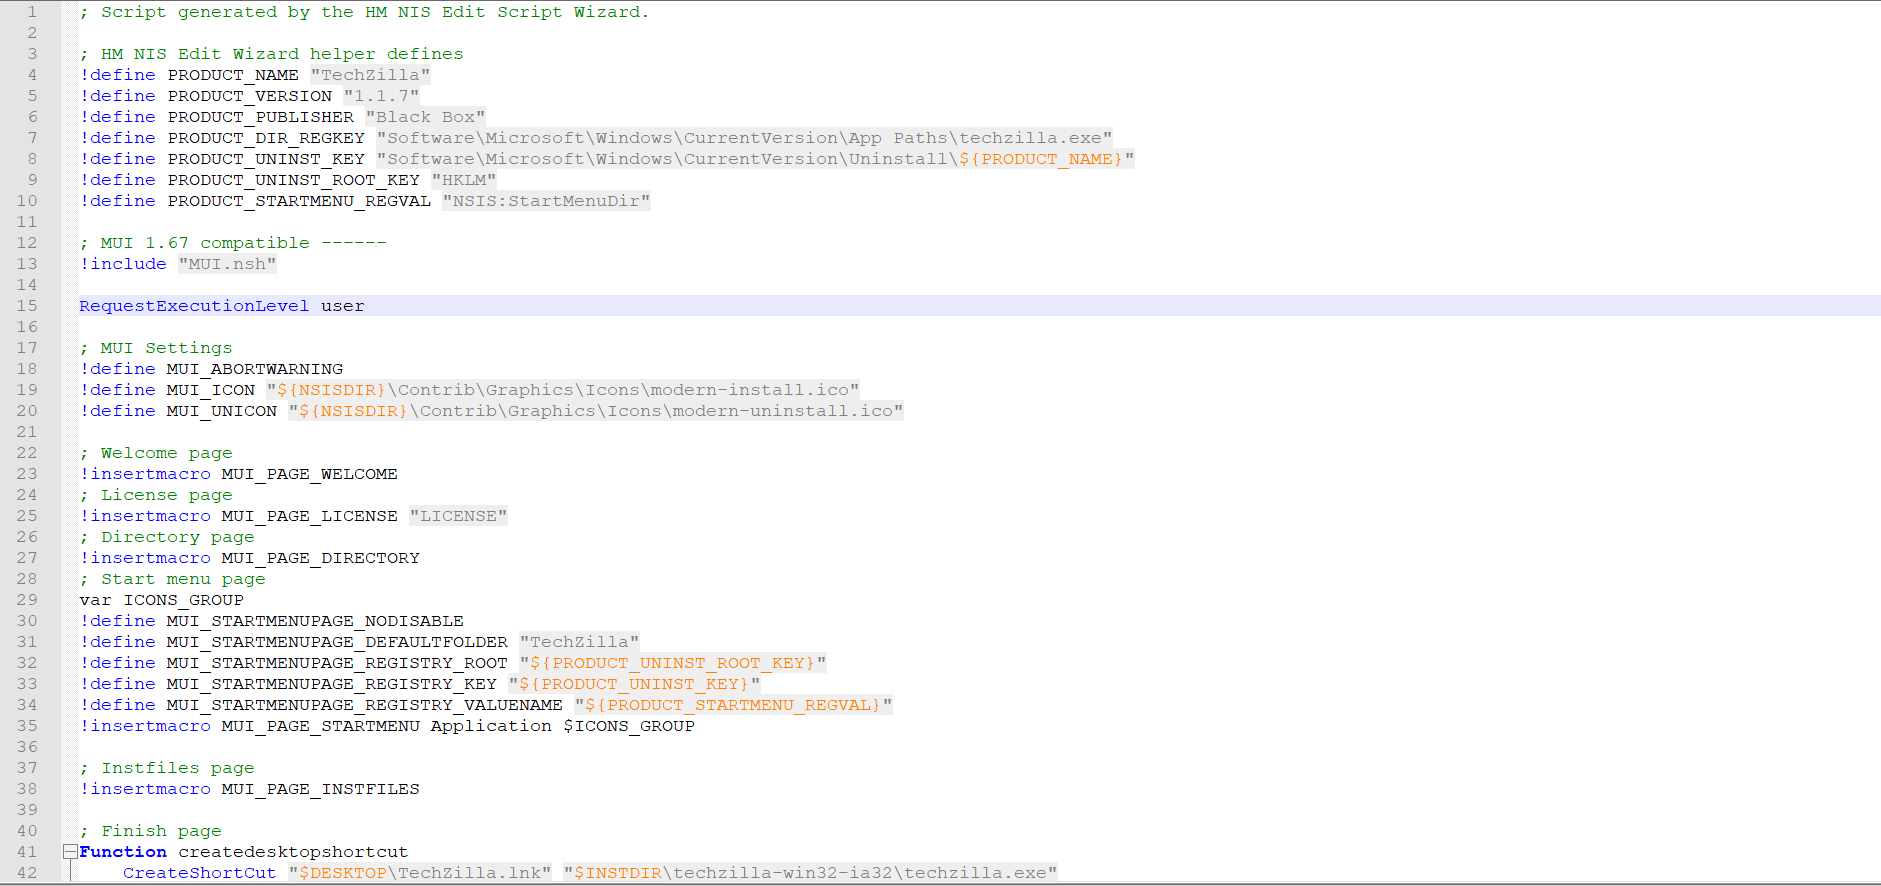 1 ; Script generated by the HM NIS Edit Script Wizard.
2
3 ; HM NIS Edit Wizard helper defines
4 !define PRODUCT_NAME "TechZilla"
5 !define PRODUCT_VERSION "1.1.7"
6 !define PRODUCT_PUBLISHER "Black Box"
7 !define PRODUCT_DIR_REGKEY "Software\Microsoft\Windows\CurrentVersion\App Paths\techzilla.exe"
8 !define PRODUCT_UNINST_KEY "Software\Microsoft\Windows\CurrentVersion\Uninstall\${PRODUCT_NAME}"
9 !define PRODUCT_UNINST_ROOT_KEY "HKLM"
10 !define PRODUCT_STARTMENU_REGVAL "NSIS:StartMenuDir"
11
12 ; MUI 1.67 compatible ------
13 !include "MUI.nsh"
14
15 RequestExecutionLevel user
16
17 ; MUI Settings
18 !define MUI_ABORTWARNING
19 !define MUI_ICON "${NSISDIR}\Contrib\Graphics\Icons\modern-install.ico"
20 !define MUI_UNICON "${NSISDIR}\Contrib\Graphics\Icons\modern-uninstall.ico"
21
22 ; Welcome page
23 !insertmacro MUI_PAGE_WELCOME
24 ; License page
25 !insertmacro MUI_PAGE_LICENSE "LICENSE"
26 ; Directory page
27 !insertmacro MUI_PAGE_DIRECTORY
28 ; Start menu page
29 var ICONS_GROUP
30 !define MUI_STARTMENUPAGE_NODISABLE
31 !define MUI_STARTMENUPAGE_DEFAULTFOLDER "TechZilla"
32 !define MUI_STARTMENUPAGE_REGISTRY_ROOT "${PRODUCT_UNINST_ROOT_KEY}"
33 !define MUI_STARTMENUPAGE_REGISTRY_KEY "${PRODUCT_UNINST_KEY}"
34 !define MUI_STARTMENUPAGE_REGISTRY_VALUENAME "${PRODUCT_STARTMENU_REGVAL}"
35 !insertmacro MUI_PAGE_STARTMENU Application $ICONS_GROUP
36
37 ; Instfiles page
38 !insertmacro MUI_PAGE_INSTFILES
39
40 ; Finish page
41 Function createdesktopshortcut
42 CreateShortCut "$DESKTOP\TechZilla.lnk" "$INSTDIR\techzilla-win32-ia32\techzilla.exe"